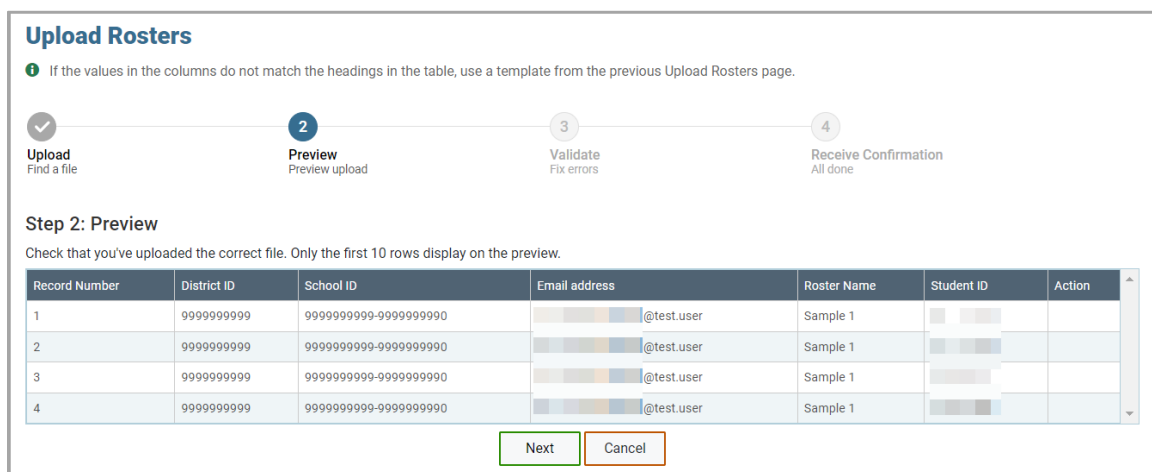 Upload Rosters
If the values in the columns do not match the headings in the table, use a template from the previous Upload Rosters page.
2 3 4
Upload Preview Validate Receive Confirmation
Find a file Preview upload Fix errors All done
Step 2: Preview
Check that you've uploaded the correct file. Only the first 10 rows display on the preview.
Record Number District ID School ID Email address Roster Name Student ID Action
1 9999999999 9999999999-9999999990 @test.user Sample 1
2 9999999999 9999999999-9999999990 @test.user Sample 1
3 9999999999 9999999999-9999999990 @test.user Sample 1
4 9999999999 9999999999-9999999990 @test.user Sample 1
Next Cancel